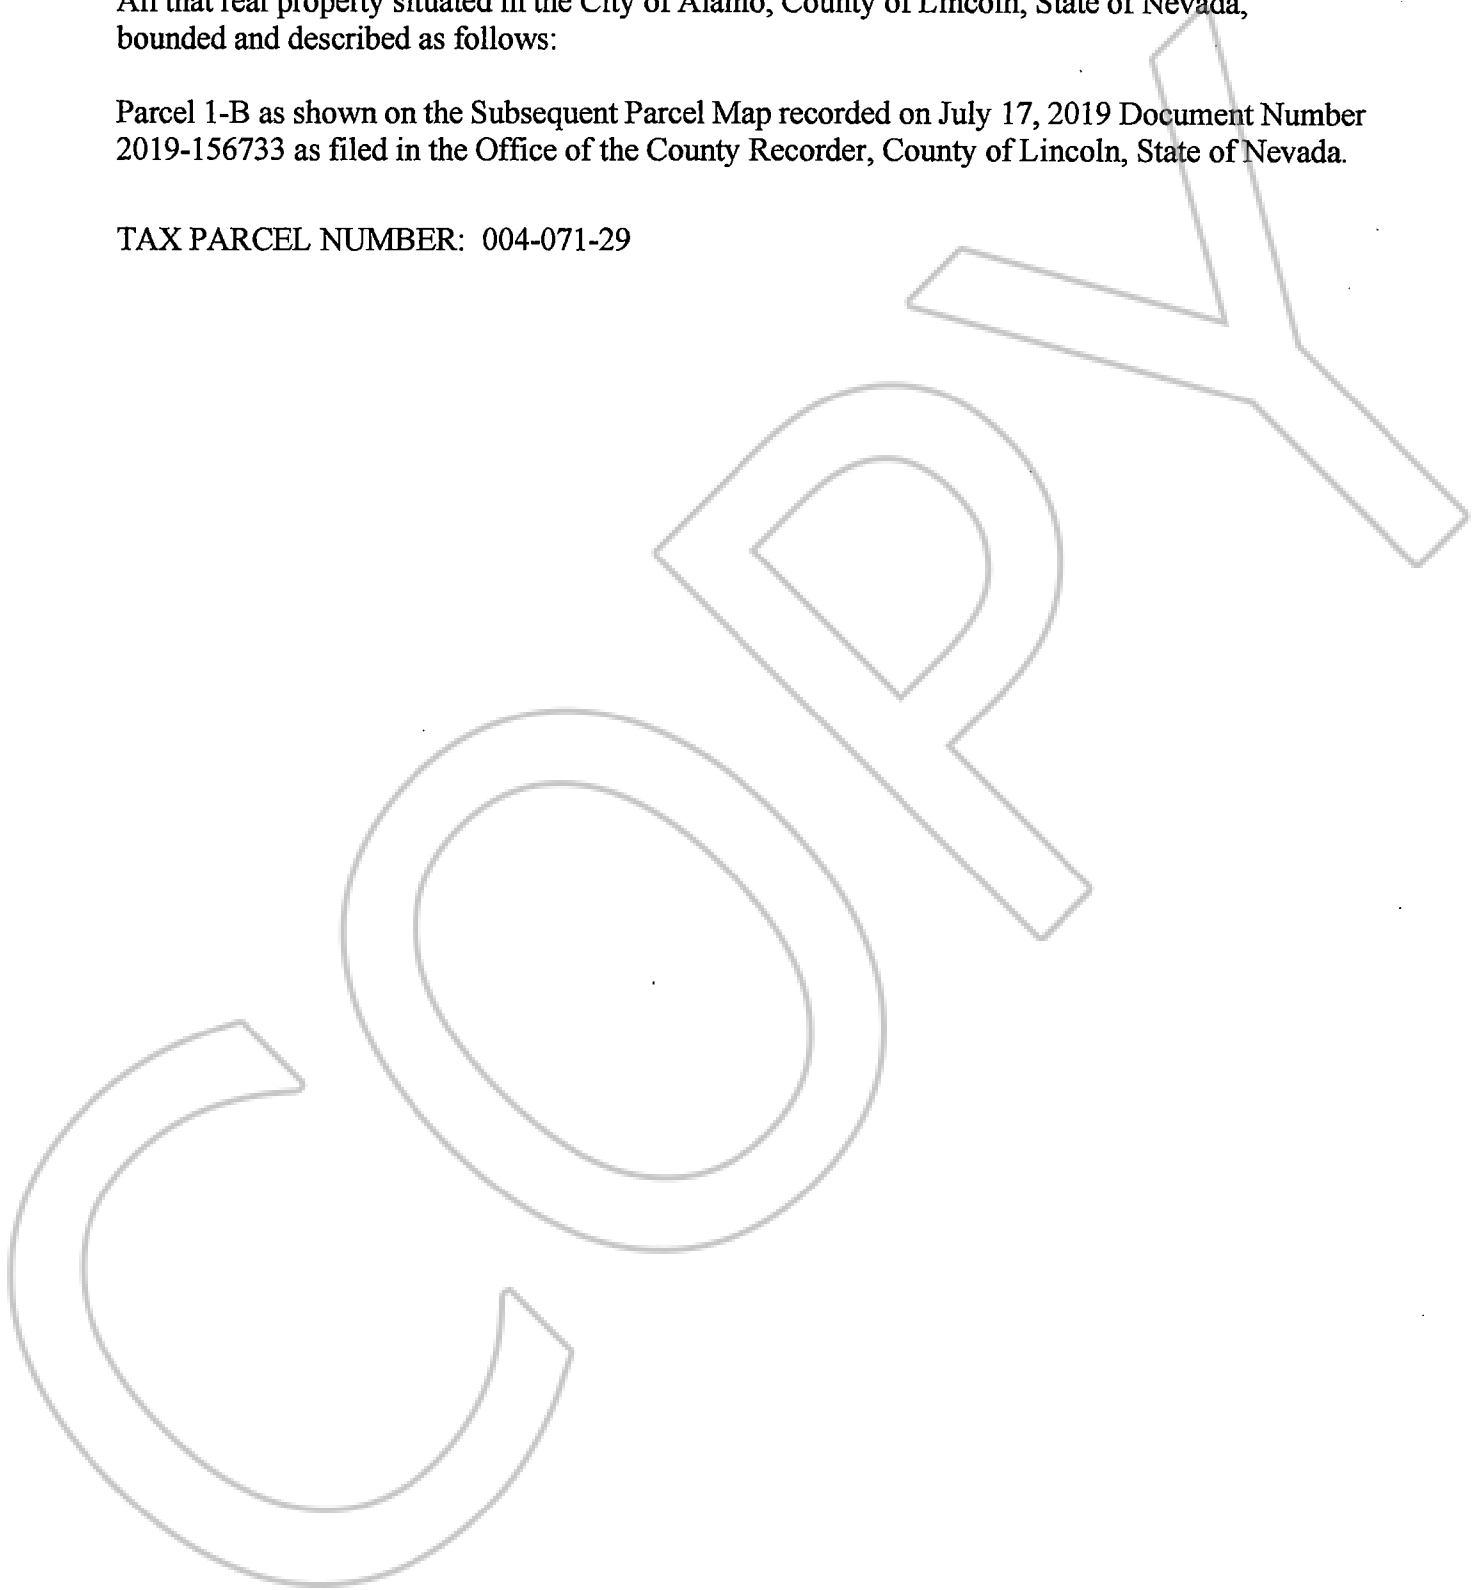 All that real property situated in the City of Alamo, County of Lincoln, State of Nevada,
bounded and described as follows:
Parcel 1-B as shown on the Subsequent Parcel Map recorded on July 17, 2019 Document Number
2019-156733 as filed in the Office of the County Recorder, County of Lincoln, State of Nevada.
TAX PARCEL NUMBER: 004-071-29
COPY